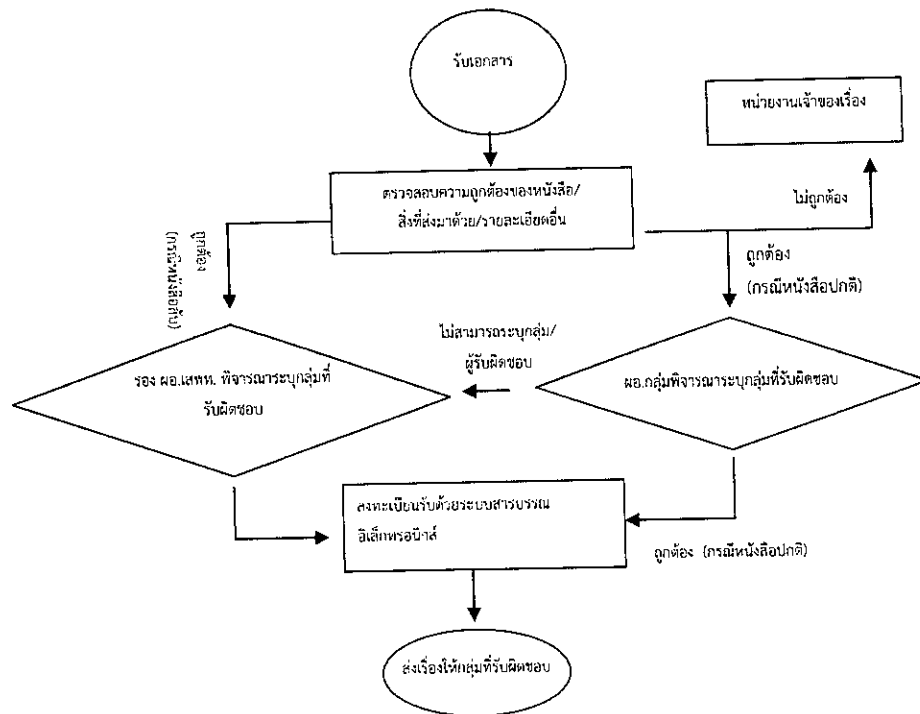 รับเอกสาร
หน่วยงานเจ้าของเรื่อง
ตรวจสอบความถูกต้องของหนังสือ/
สิ่งที่ส่งมาด้วย/รายละเอียดอื่น
ไม่ถูกต้อง
ถูกต้อง
(กรณีหนังสือลับ)
ถูกต้อง
(กรณีหนังสือปกติ)
ไม่สามารถระบุกลุ่ม/
ผู้รับผิดชอบ
รอง ผอ.เสพท. พิจารณาระบุกลุ่มที่
รับผิดชอบ
ผอ.กลุ่มพิจารณาระบุกลุ่มที่รับผิดชอบ
ลงทะเบียนรับด้วยระบบสารบรรณ
อิเล็กทรอนิกส์
ถูกต้อง (กรณีหนังสือปกติ)
ส่งเรื่องให้กลุ่มที่รับผิดชอบ